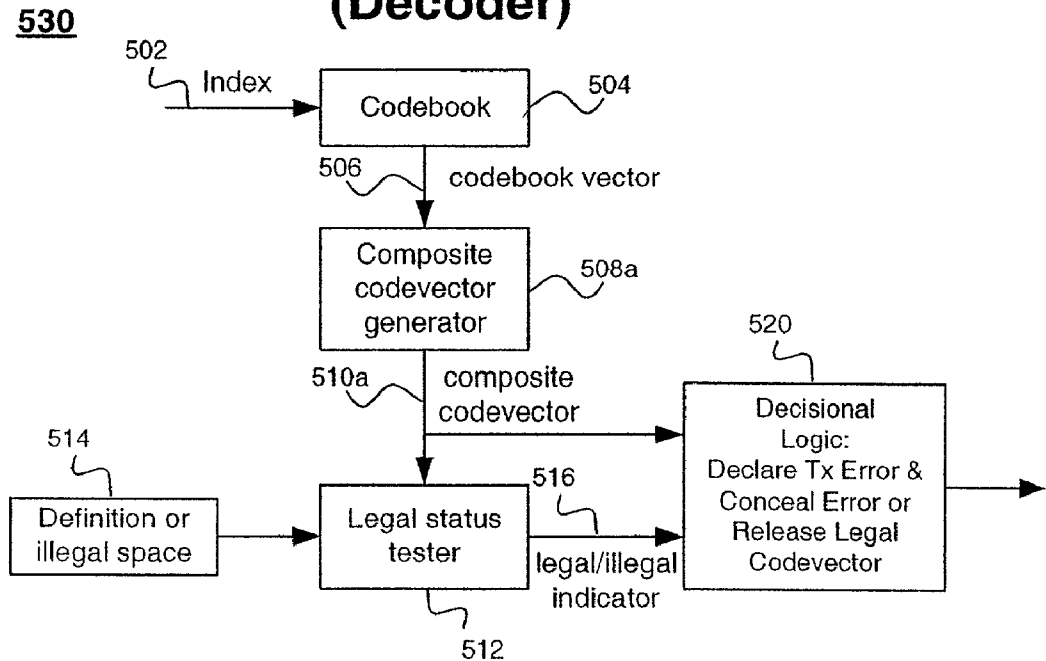 (Decoder)
530
502
Index
Codebook
504
506
codebook vector
Composite
codevector
generator
508a
510a
composite
codevector
520
Decisional
Logic:
Declare Tx Error &
Conceal Error or
Release Legal
Codevector
514
Definition or
illegal space
Legal status
tester
516
legal/illegal
indicator
512